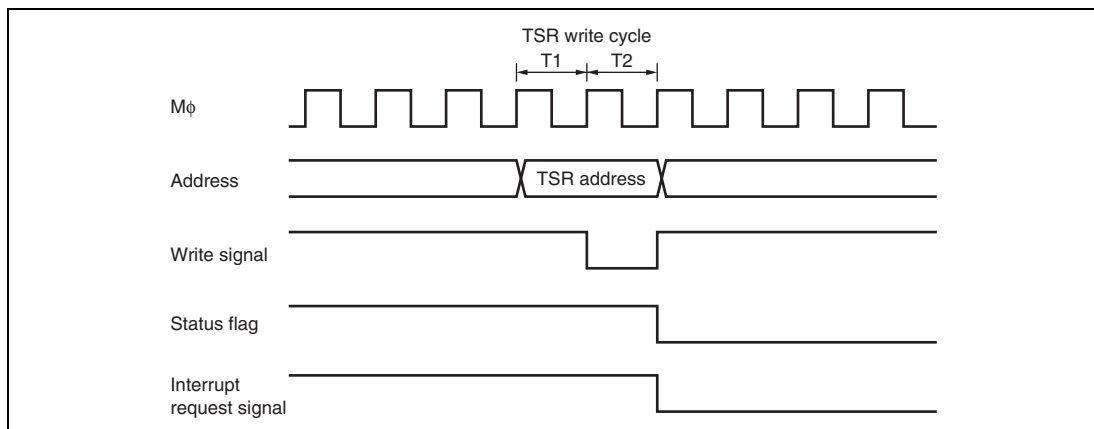 TSR write cycle
T1 T2
Mϕ
Address
TSR address
Write signal
Status flag
Interrupt
request signal